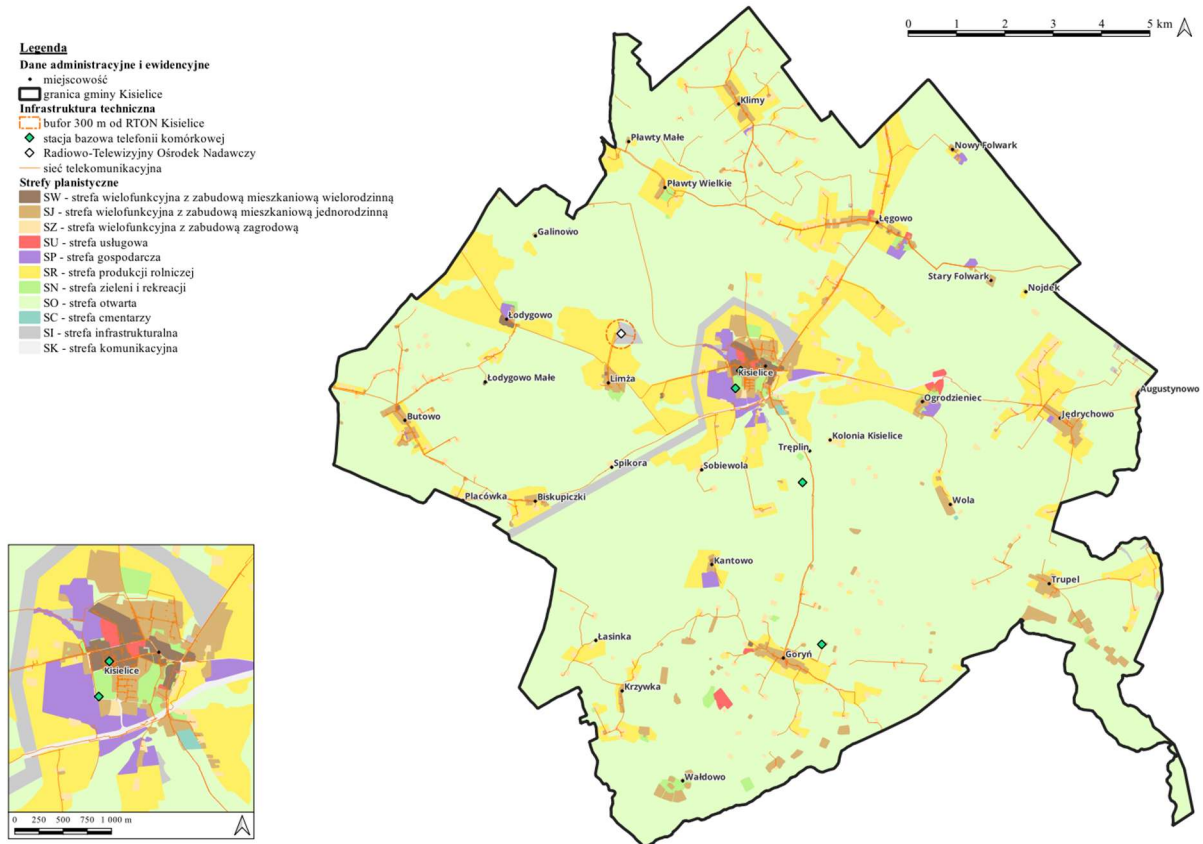 0 1 2 3 4 5 km
Legenda
Dane administracyjne i ewidencyjne
miejscowość
granica gminy Kisielice
Infrastruktura techniczna
bufor 300 m od RTON Kisielice
stacja bazowa telefonii komórkowej
Radiowo-Telewizyjny Ośrodek Nadawczy
sieć telekomunikacyjna
Strefy planistyczne
SW - strefa wielofunkcyjna z zabudową mieszkaniową wielorodzinną
SJ - strefa wielofunkcyjna z zabudową mieszkaniową jednorodzinną
SZ - strefa wielofunkcyjna z zabudową zagrodową
SU - strefa usługowa
SP - strefa gospodarcza
SR - strefa produkcji rolniczej
SN - strefa zieleni i rekreacji
SO - strefa otwarta
SC - strefa cmentarzy
SI - strefa infrastrukturalna
SK - strefa komunikacyjna
Klimy
Pławty Małe
Nowy Folwark
Pławty Wielkie
Łęgowo
Galinowo
Stary Folwark
Nojdek
Łodygowo
Łodygowo Małe
Limża
Kisielice
Augustynowo
Ogrodzieniec
Butowo
Jędrychowo
Kolonia Kisielice
Tręplin
Spikora
Sobiewola
Placówka
Biskupiczki
Wola
Kantowo
Trupel
Łasinka
Goryń
Krzywka
Wałdowo
Kisielice
0 250 500 750 1 000 m